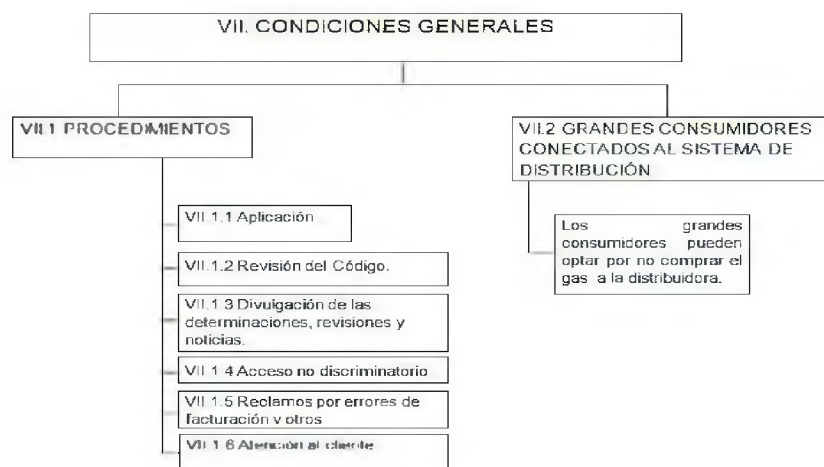 VII. CONDICIONES GENERALES
VII.1 PROCEDIMIENTOS
VII.1.1 Aplicación
VII.1.2 Revisión del Código.
VII.1.3 Divulgación de las
determinaciones, revisiones y
noticias.
VII.1.4 Acceso no discriminatorio
VII.1.5 Reclamos por errores de
facturación y otros
VII.1.6 Atención al cliente
VII.2 GRANDES CONSUMIDORES
CONECTADOS AL SISTEMA DE
DISTRIBUCIÓN
Los grandes
consumidores pueden
optar por no comprar el
gas a la distribuidora.